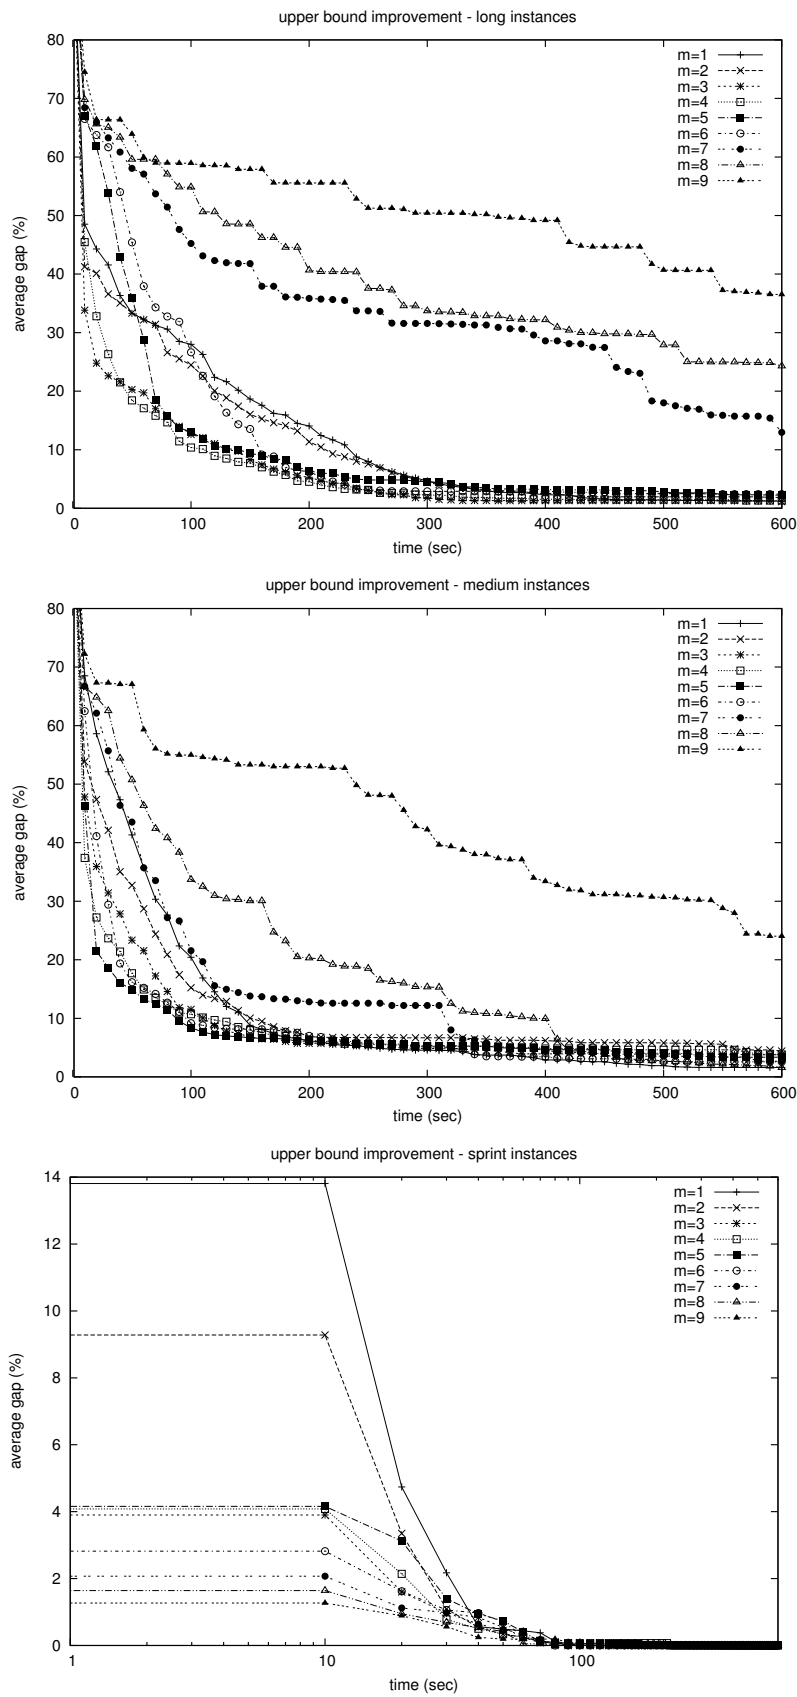 upper bound improvement - long instances
80
70
60
50
40
30
20
10
0
average gap (%)
m=1
m=2
m=3
m=4
m=5
m=6
m=7
m=8
m=9
0 100 200 300 400 500 600
time (sec)
upper bound improvement - medium instances
80
70
60
50
40
30
20
10
0
average gap (%)
m=1
m=2
m=3
m=4
m=5
m=6
m=7
m=8
m=9
0 100 200 300 400 500 600
time (sec)
upper bound improvement - sprint instances
14
12
10
8
6
4
2
0
average gap (%)
m=1
m=2
m=3
m=4
m=5
m=6
m=7
m=8
m=9
1 10 100
time (sec)